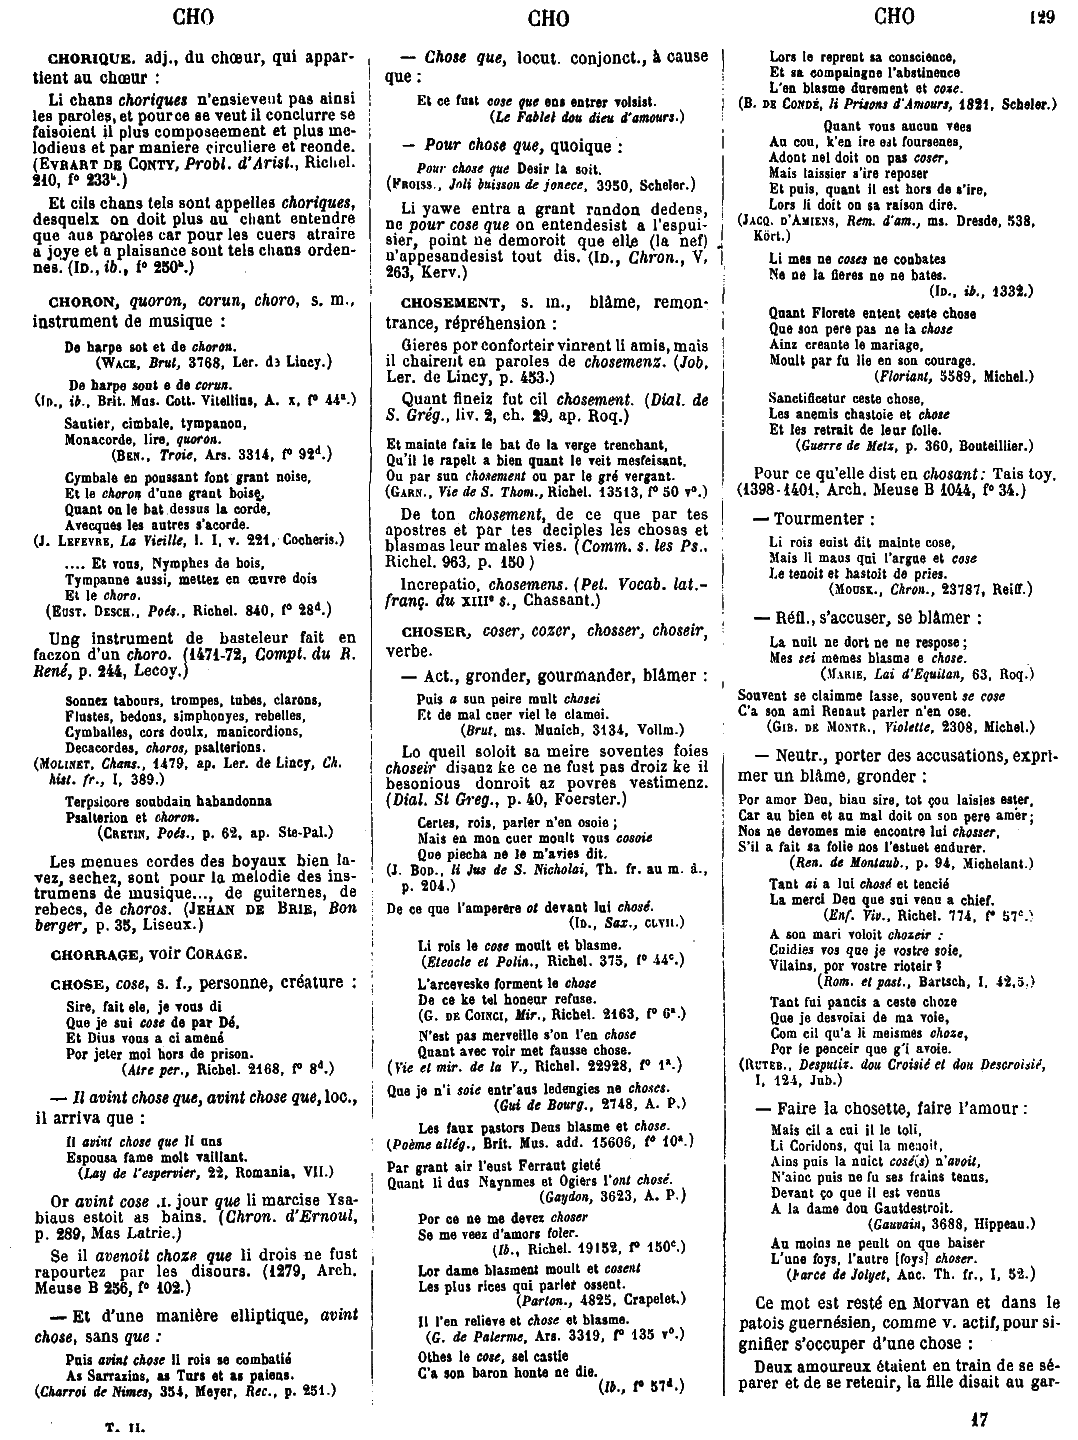 CHO
CHO
CHO
129
CHORIQUE. adj., du chœur, qui appar-
tient au chœur :
Li chans choriques n'ensievent pas ainsi
les paroles, et pource se veut il conclurre se
faisoient il plus composeement et plus me-
lodieus et par maniere circuliere et reonde.
(EVRART DE CONTY, Probl. d'Arist., Richel.
210, f° 233b.)
Et cils chans tels sont appelles choriques,
desquelx on doit plus au chant entendre
que aus paroles car pour les cuers atraire
a joye et a plaisance sont tels chans orden-
nes. (ID., ib., f° 250b.)
CHORON, quoron, corun, choro, s. m.,
instrument de musique :
De harpe sot et de choron.
(WACE, Brut, 3768, Ler. de Lincy.)
De harpe sout e de corun.
(ID., ib., Brit. Mus. Cott. Vitellius, A. x, f° 44a.)
Sautier, cimbale, tympanon,
Monacorde, lire, quoron.
(BEN., Troie, Ars. 3314, f° 92d.)
Cymbale en poussant font grant noise,
Et le choron d'une grant boise,
Quant on le bat dessus la corde,
Avecques les autres s'acorde.
(J. LEFEVRE, La Vieille, l. I, v. 221, Cocheris.)
.... Et vous, Nymphes de bois,
Tympanne aussi, mettez en œuvre dois
Et le choro.
(EUST. DESCH., Poés., Richel. 840, f° 28d.)
Ung instrument de basteleur fait en
faczon d'un choro. (1471-72, Compt. du R.
René, p. 244, Lecoy.)
Sonnez tabours, trompes, tubes, clarons,
Flustes, bedons, simphonyes, rebelles,
Cymballes, cors doulx, manicordions,
Decacordes, choros, psalterions.
(MOLINET, Chans., 1479, ap. Ler. de Lincy, Ch.
hist. fr., I, 389.)
Terpsicore soubdain habandonna
Psalterion et choron.
(CRETIN, Poés., p. 62, ap. Ste-Pal.)
Les menues cordes des boyaux bien la-
vez, sechez, sont pour la melodie des ins-
trumens de musique..., de guiternes, de
rebecs, de choros. (JEHAN DE BRIE, Bon
berger, p. 35, Liseux.)
CHORRAGE, voir CORAGE.
CHOSE, cose, s. f., personne, créature :
Sire, fait ele, je vous di
Que je sui cose de par Dé,
Et Dius vous a ci amené
Por jeter moi hors de prison.
(Atre per., Richel. 2168, f° 8d.)
— Il avint chose que, avint chose que, loc.,
il arriva que :
Il avint chose que li ans
Espousa fame molt vaillant.
(Lay de l'espervier, 22, Romania, VII.)
Or avint cose .I. jour que li marcise Ysa-
biaus estoit as bains. (Chron. d'Ernoul,
p. 289, Mas Latrie.)
Se il avenoit choze que li drois ne fust
rapourtez par les disours. (1279, Arch.
Meuse B 256, f° 102.)
— Et d'une manière elliptique, avint
chose, sans que :
Puis avint chose li rois se combatié
As Sarrazins, as Turs et as paiens.
(Charroi de Nimes, 354, Meyer, Rec., p. 251.)
T. II.
— Chose que, locut. conjonct., à cause
que :
Et ce fust cose que ens entrer volsist.
(Le Fablel dou dieu d'amours.)
— Pour chose que, quoique :
Pour chose que Desir la soit.
(FROISS., Joli buisson de jonece, 3950, Scheler.)
Li yawe entra a grant randon dedens,
ne pour cose que on entendesist a l'espui-
sier, point ne demoroit que elle (la nef)
n'appesandesist tout dis. (ID., Chron., V,
263, Kerv.)
CHOSEMENT, s. m., blâme, remon-
trance, répréhension :
Gieres por conforteir vinrent li amis, mais
il chairent en paroles de chosemenz. (Job,
Ler. de Lincy, p. 453.)
Quant fineiz fut cil chosement. (Dial. de
S. Grég., liv. 2, ch. 29, ap. Roq.)
Et mainte faiz le bat de la verge trenchant,
Qu'il le rapelt a bien quant le veit mesfeisant,
Ou par sun chosement ou par le gré vergant.
(GARN., Vie de S. Thom., Richel. 13513, f° 50 v°.)
De ton chosement, de ce que par tes
apostres et par tes deciples les chosas et
blasmas leur males vies. (Comm. s. les Ps.,
Richel. 963, p. 150)
Increpatio, chosemens. (Pet. Vocab. lat.-
franç. du XIIIe s., Chassant.)
CHOSER, coser, cozer, chosser, choseir,
verbe.
— Act., gronder, gourmander, blâmer :
Puis a sun peire mult chosei
Et de mal cuer viel le clamei.
(Brut, ms. Munich, 3134, Vollm.)
Lo queil soloit sa meire soventes foies
choseir disanz ke ce ne fust pas droiz ke il
besonious donroit az povres vestimenz.
(Dial. St Greg., p. 40, Foerster.)
Certes, rois, parler n'en osoie ;
Mais en mon cuer moult vous cosoie
Que piecha ne le m'avies dit.
(J. BOD., li Jus de S. Nicholai, Th. fr. au m. â.,
p. 204.)
De ce que l'amperere ot devant lui chosé.
(ID., Sax., CLVII.)
Li rois le cose moult et blasme.
(Eteocle et Polin., Richel. 375, f° 44c.)
L'arceveske forment le chose
De ce ke tel honeur refuse.
(G. DE COINCI, Mir., Richel. 2163, f° 6a.)
N'est pas merveille s'on l'en chose
Quant avec voir met fausse chose.
(Vie et mir. de la V., Richel. 22928, f° 1a.)
Que je n'i soie entr'aus ledengies ne choses.
(Gui de Bourg., 2748, A. P.)
Les faux pastors Deus blasme et chose.
(Poème allég., Brit. Mus. add. 15606, f° 10a.)
Par grant air l'eust Ferraut gieté
Quant li dus Naynmes et Ogiers l'ont chosé.
(Gaydon, 3623, A. P.)
Por ce ne me devez choser
Se me veez d'amors foler.
(Ib., Richel. 19152, f° 150c.)
Lor dame blasment moult et cosent
Les plus rices qui parler ossent.
(Parton., 4825, Crapelet.)
Il l'en relieve et chose et blasme.
(G. de Palerme, Ars. 3319, f° 135 v°.)
Othes le cose, sel castie
C'a son baron honte ne die.
(Ib., f° 57d.)
Lors le reprent sa conscience,
Et sa compaingne l'abstinence
L'en blasme durement et coze.
(B. DE CONDÉ, li Prisons d'Amours, 1821, Scheler.)
Quant vous aucun vées
Au cou, k'en ire est foursenes,
Adont nel doit on pas coser,
Mais laissier s'ire reposer
Et puis, quant il est hors de s'ire,
Lors li doit on sa raison dire.
(JACQ. D'AMIENS, Rem. d'am., ms. Dresde, 538,
Kört.)
Li mes ne coses ne conbates
Ne ne la fieres ne ne bates.
(ID., ib., 1332.)
Quant Florete entent ceste chose
Que son pere pas ne la chose
Ainz creante le mariage,
Moult par fu lie en son courage.
(Floriant, 5589, Michel.)
Sanctificetur ceste chose,
Les anemis chastoie et chose
Et les retrait de leur folie.
(Guerre de Metz, p. 360, Bouteillier.)
Pour ce qu'elle dist en chosant : Tais toy.
(1398-1401, Arch. Meuse B 1044, f° 34.)
— Tourmenter :
Li rois euist dit mainte cose,
Mais li maus qui l'argue et cose
Le tenoit et hastoit de pries.
(MOUSK., Chron., 23787, Reiff.)
— Réfl., s'accuser, se blâmer :
La nuit ne dort ne ne respose ;
Mes sei memes blasma e chose.
(MARIE, Lai d'Equitan, 63, Roq.)
Souvent se claimme lasse, souvent se cose
C'a son ami Renaut parler n'en ose.
(GIB. DE MONTR., Violette, 2308, Michel.)
— Neutr., porter des accusations, expri-
mer un blâme, gronder :
Por amor Deu, biau sire, tot çou laisies ester,
Car au bien et au mal doit on son pere amer ;
Nos ne devomes mie encontre lui chosser,
S'il a fait sa folie nos l'estuet endurer.
(Ren. de Montaub., p. 94, Michelant.)
Tant ai a lui chosé et tencié
La merci Deu que sui venu a chief.
(Enf. Viv., Richel. 774, f° 57c.)
A son mari voloit chozeir :
Cuidies vos que je vostre soie,
Vilains, por vostre rioteir ?
(Rom. et past., Bartsch, I, 42,5.)
Tant fui pancis a ceste choze
Que je desvoiai de ma voie,
Com cil qu'a li meismes choze,
Por le penceir que g'i avoie.
(RUTEB., Desputiz. dou Croisié et dou Descroisié,
I, 124, Jub.)
— Faire la chosette, faire l'amour :
Mais cil a cui il le toli,
Li Coridons, qui la menoit,
Ains puis la nuict cosé(s) n'avoit,
N'ainc puis ne fu ses frains tenus,
Devant ço que il est venus
A la dame dou Gautdestroit.
(Gauvain, 3688, Hippeau.)
Au moins ne peult on que baiser
L'une foys, l'autre [foys] choser.
(Farce de Jolyet, Anc. Th. fr., I, 52.)
Ce mot est resté en Morvan et dans le
patois guernésien, comme v. actif, pour si-
gnifier s'occuper d'une chose :
Deux amoureux étaient en train de se sé-
parer et de se retenir, la fille disait au gar-
17